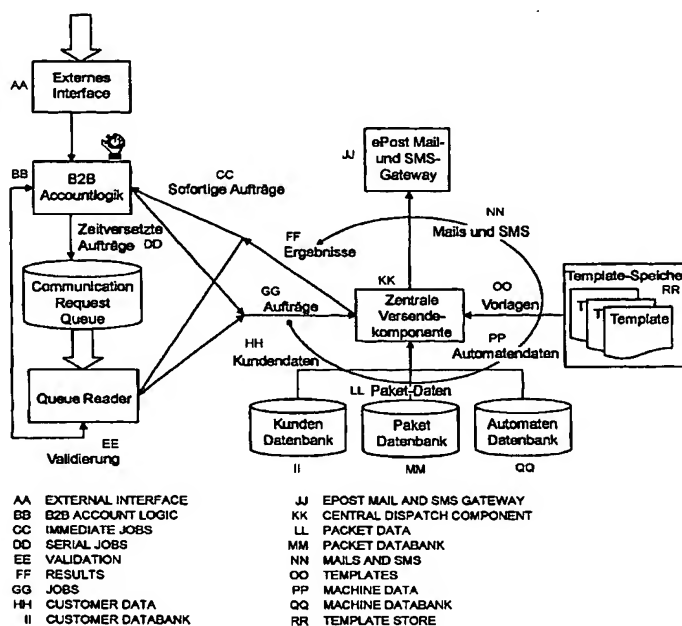 AA
Externes
Interface
BB
B2B
Accountlogik
CC
Sofortige Aufträge
Zeitversetzte
Aufträge DD
Communication
Request
Queue
Queue Reader
EE
Validierung
JJ
ePost Mail-
und SMS-
Gateway
NN
Mails und SMS
FF
Ergebnisse
KK
Zentrale
Versende-
komponente
OO
Vorlagen
Template-Speicher
RR
T
T
Template
GG
Aufträge
HH
Kundendaten
PP
Automatendaten
LL Paket-Daten
Kunden
Datenbank
Paket
Datenbank
Automaten
Datenbank
II
MM
QQ
AA EXTERNAL INTERFACE
BB B2B ACCOUNT LOGIC
CC IMMEDIATE JOBS
DD SERIAL JOBS
EE VALIDATION
FF RESULTS
GG JOBS
HH CUSTOMER DATA
II CUSTOMER DATABANK
JJ EPOST MAIL AND SMS GATEWAY
KK CENTRAL DISPATCH COMPONENT
LL PACKET DATA
MM PACKET DATABANK
NN MAILS AND SMS
OO TEMPLATES
PP MACHINE DATA
QQ MACHINE DATABANK
RR TEMPLATE STORE